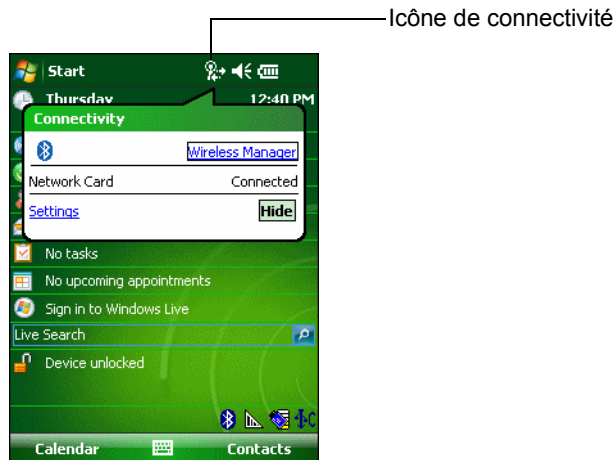 Icône de connectivité
Start
Thursday 12:40 PM
Connectivity
Wireless Manager
Network Card Connected
Settings Hide
No tasks
No upcoming appointments
Sign in to Windows Live
Live Search
Device unlocked
C
Calendar Contacts